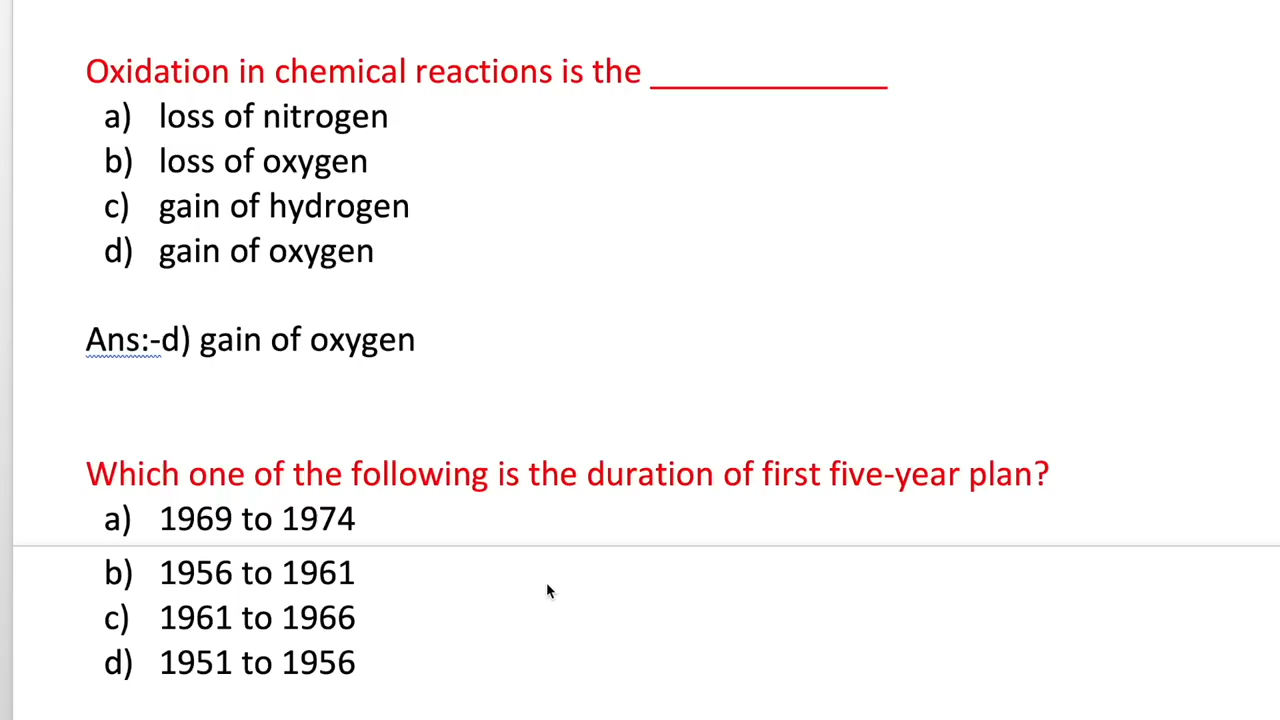 Oxidation in chemical reactions is the _____________
a) loss of nitrogen
b) loss of oxygen
c) gain of hydrogen
d) gain of oxygen
Ans:-d) gain of oxygen
Which one of the following is the duration of first five-year plan?
a) 1969 to 1974
b) 1956 to 1961
c) 1961 to 1966
d) 1951 to 1956